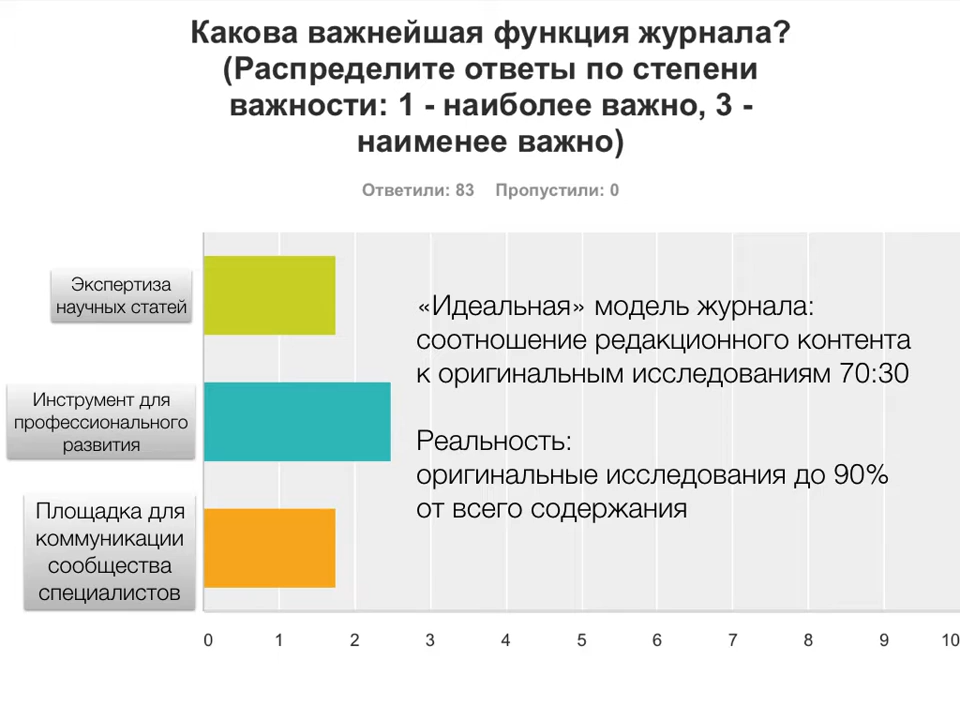 Какова важнейшая функция журнала?
(Распределите ответы по степени
важности: 1 - наиболее важно, 3 -
наименее важно)
Ответили: 83 Пропустили: 0
Экспертиза
научных статей
Инструмент для
профессионального
развития
Площадка для
коммуникации
сообщества
специалистов
«Идеальная» модель журнала:
соотношение редакционного контента
к оригинальным исследованиям 70:30
Реальность:
оригинальные исследования до 90%
от всего содержания
0 1 2 3 4 5 6 7 8 9 10